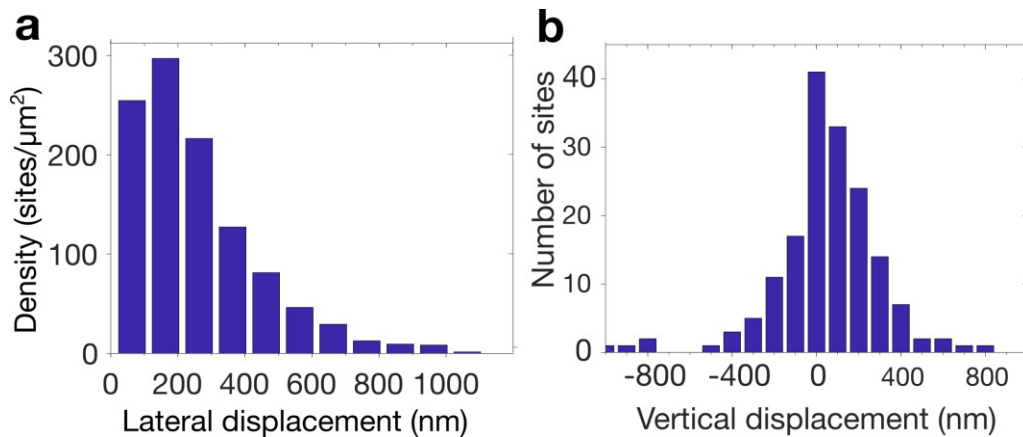 a
b
Density (sites/μm²)
300
200
100
0
0 200 400 600 800 1000
Lateral displacement (nm)
Number of sites
40
30
20
10
0
-800 -400 0 400 800
Vertical displacement (nm)